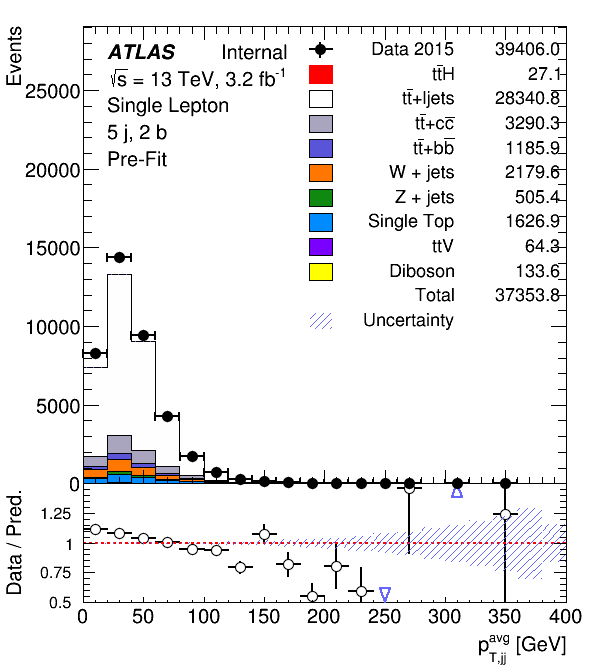 Events
ATLAS Internal
√s = 13 TeV, 3.2 fb⁻¹
Single Lepton
5 j, 2 b
Pre-Fit
Data 2015 39406.0
tt̄H 27.1
tt̄+ljets 28340.8
tt̄+cc̄ 3290.3
tt̄+bb̄ 1185.9
W + jets 2179.6
Z + jets 505.4
Single Top 1626.9
ttV 64.3
Diboson 133.6
Total 37353.8
Uncertainty
25000
20000
15000
10000
5000
0
Data / Pred.
1.25
1
0.75
0.5
0 50 100 150 200 250 300 350 400
p_{T,jj}^{avg} [GeV]